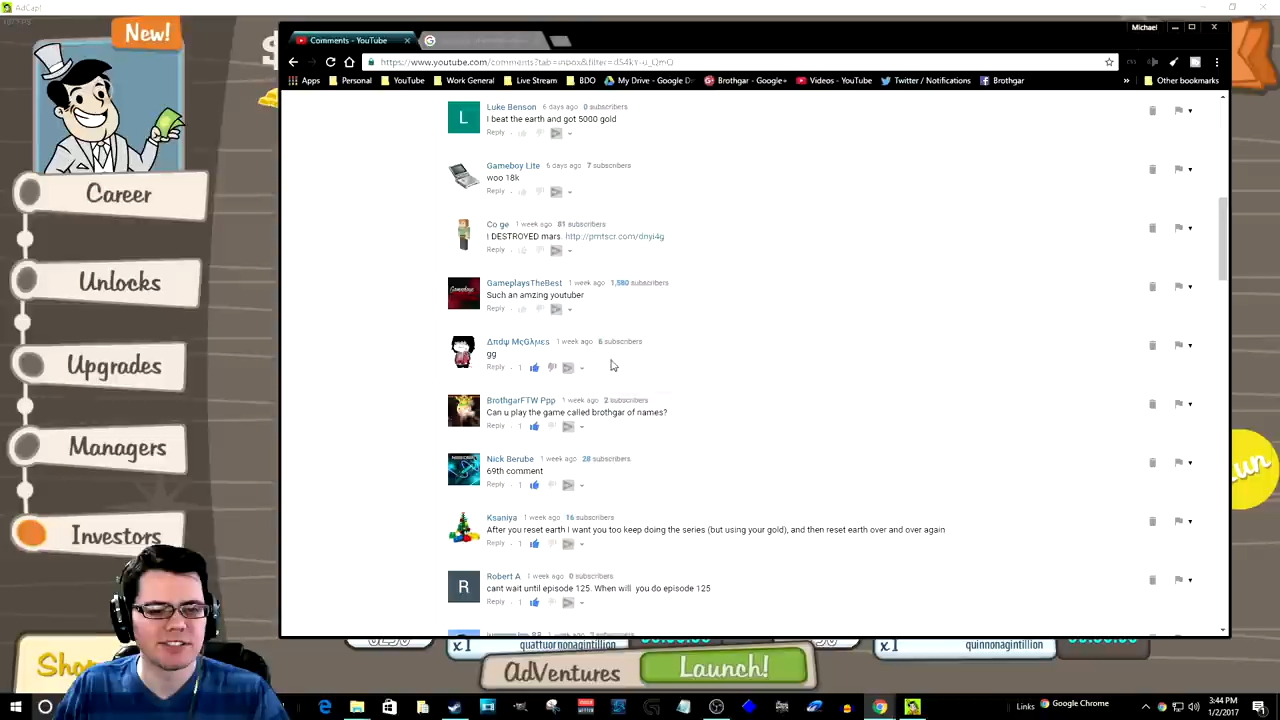 AdCap!
New!
Michael
Comments - YouTube
https://www.youtube.com/comments?tab=inbox&filter=dS4kY-u_QmQ
Apps Personal YouTube Work General Live Stream BDO My Drive - Google Dr Brothgar - Google+ Videos - YouTube Twitter / Notifications Brothgar » Other bookmarks
Luke Benson 6 days ago 0 subscribers
I beat the earth and got 5000 gold
Reply
Gameboy Lite 6 days ago 7 subscribers
woo 18k
Reply
Co ge 1 week ago 81 subscribers
I DESTROYED mars. http://prntscr.com/dnyi4g
Reply
GameplaysTheBest 1 week ago 1,580 subscribers
Such an amzing youtuber
Reply
1 week ago 6 subscribers
gg
Reply · 1
BrothgarFTW Ppp 1 week ago 2 subscribers
Can u play the game called brothgar of names?
Reply · 1
Nick Berube 1 week ago 28 subscribers
69th comment
Reply · 1
Ksaniya 1 week ago 16 subscribers
After you reset earth I want you too keep doing the series (but using your gold), and then reset earth over and over again
Reply · 1
Robert A 1 week ago 0 subscribers
cant wait until episode 125. When will you do episode 125
Reply · 1
Career
Unlocks
Upgrades
Managers
Investors
x1 quattuornonagintillion
x1 quinnonagintillion
AdVentures
Launch!
Links Google Chrome
3:44 PM
1/2/2017